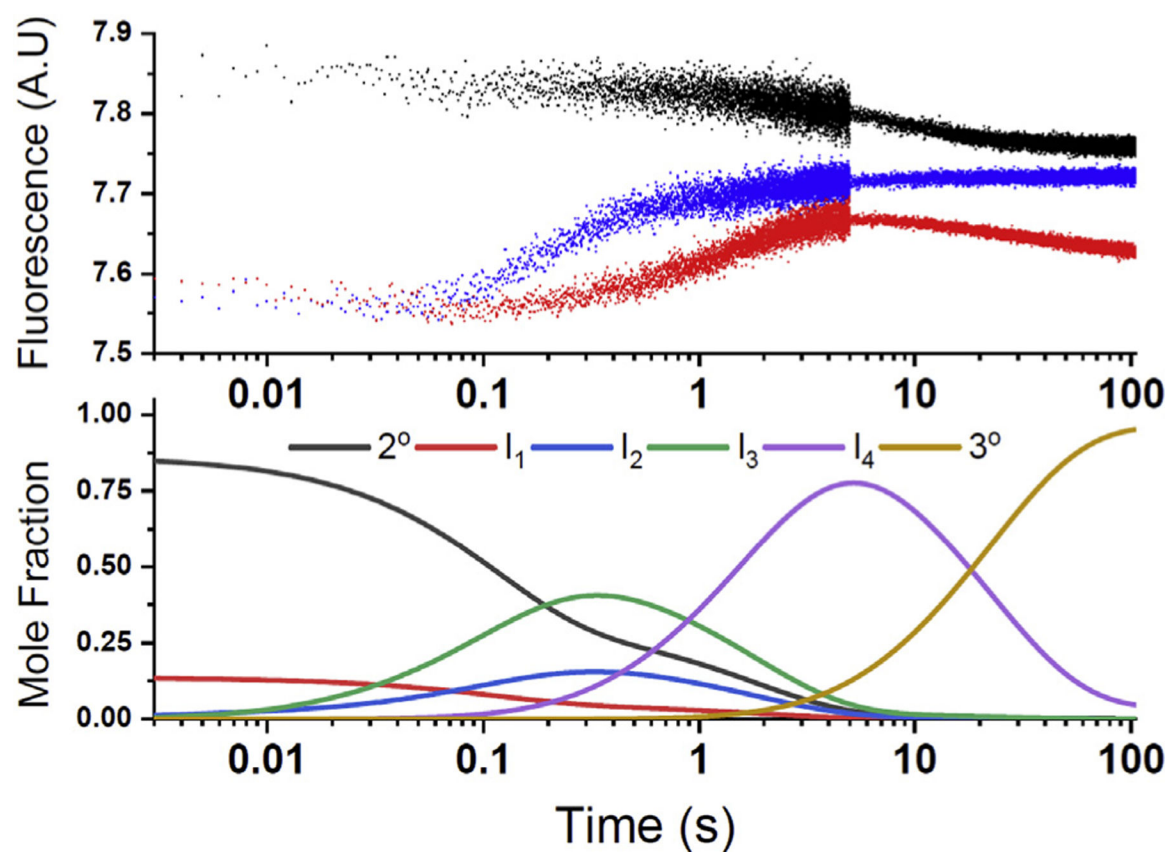 Fluorescence (A.U)
7.9
7.8
7.7
7.6
7.5
0.01 0.1 1 10 100
Mole Fraction
1.00
0.75
0.50
0.25
0.00
2º I₁ I₂ I₃ I₄ 3º
0.01 0.1 1 10 100
Time (s)